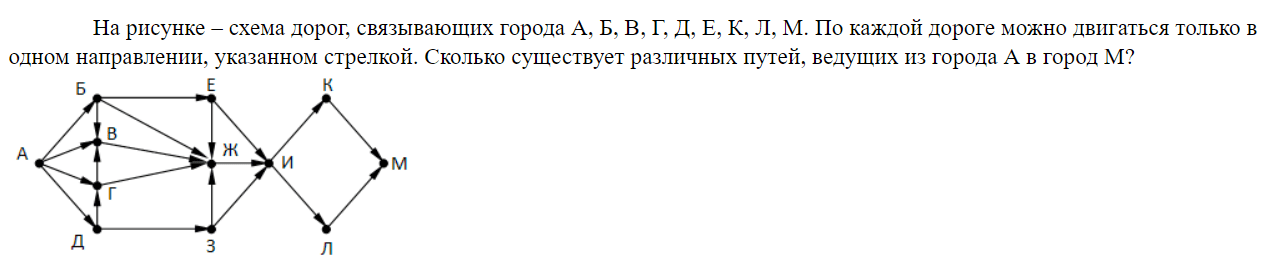 На рисунке – схема дорог, связывающих города А, Б, В, Г, Д, Е, К, Л, М. По каждой дороге можно двигаться только в
одном направлении, указанном стрелкой. Сколько существует различных путей, ведущих из города А в город М?
Б Е К
В
А Ж И М
Г
Д З Л